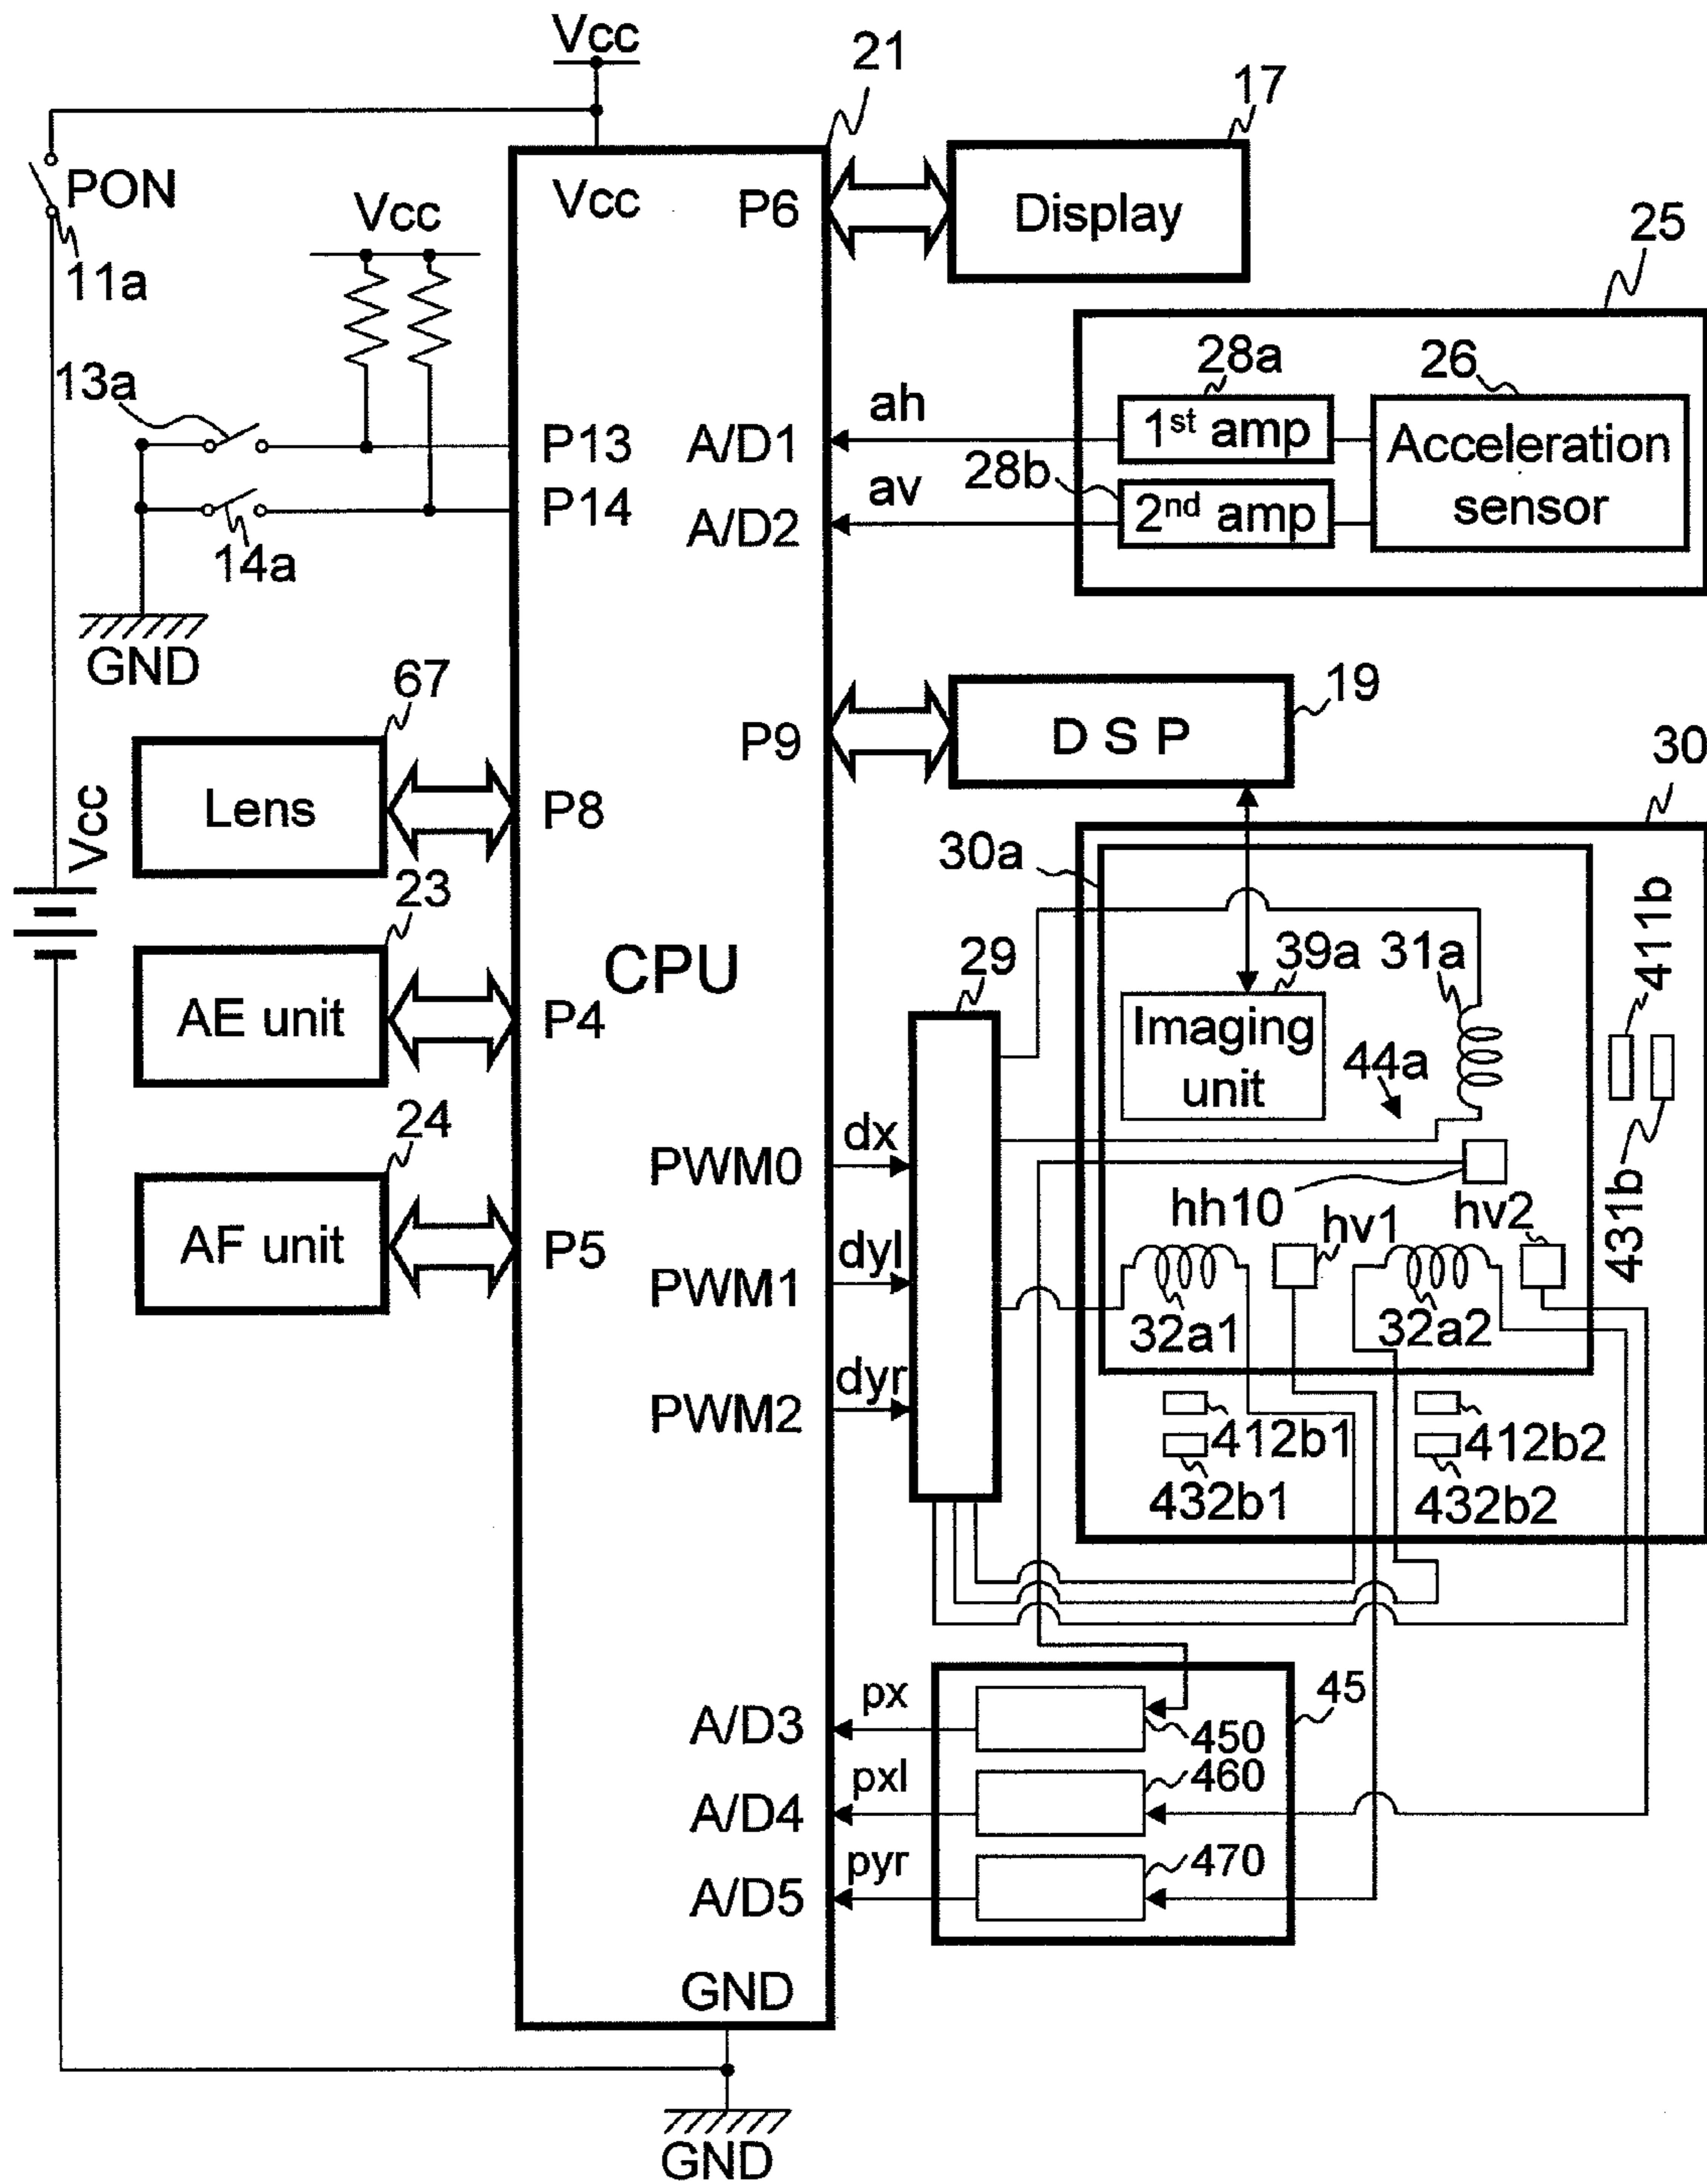 Vcc
21
17
PON
Vcc
Vcc
P6
Display
11a
25
28a
26
13a
ah
1st amp
Acceleration
sensor
P13
A/D1
28b
av
P14
A/D2
2nd amp
14a
GND
67
19
P9
D S P
30
Lens
P8
Vcc
30a
23
411b
29
39a
31a
CPU
AE unit
P4
Imaging
unit
44a
24
dx
PWM0
hh10
hv1
hv2
431b
AF unit
P5
dyl
PWM1
32a1
32a2
dyr
PWM2
412b1
412b2
432b1
432b2
45
px
A/D3
450
pxl
460
A/D4
pyr
470
A/D5
GND
GND